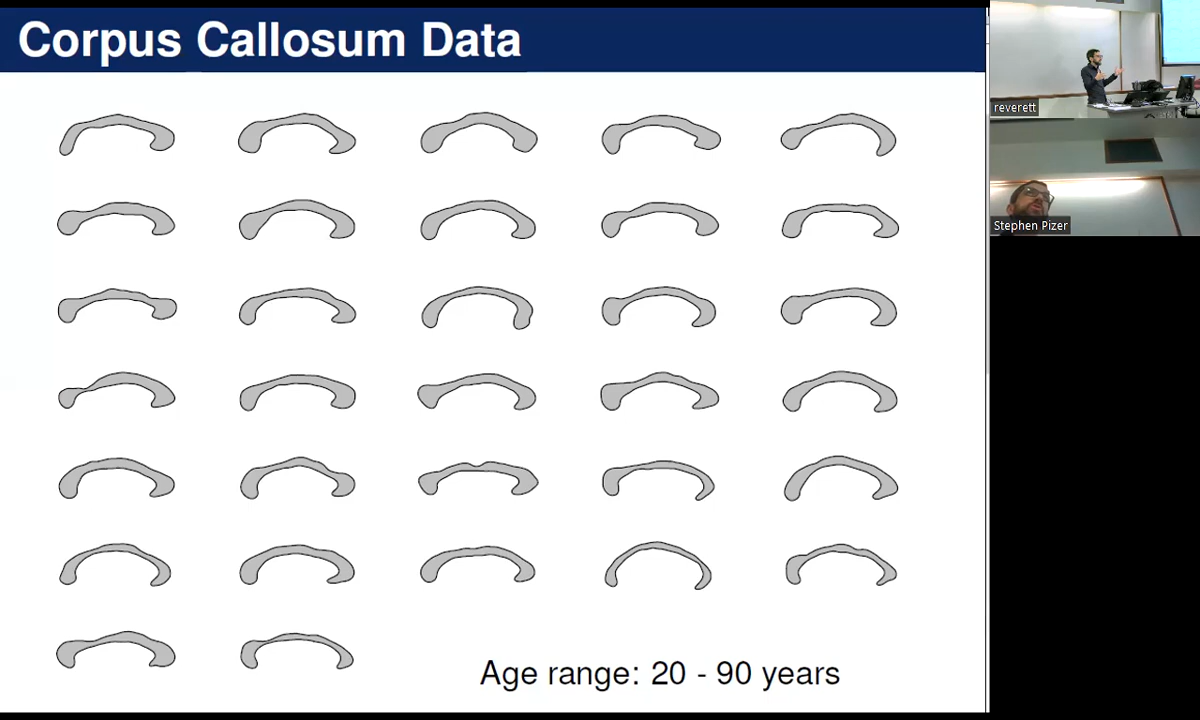 Corpus Callosum Data
reverett
Stephen Pizer
Age range: 20 - 90 years